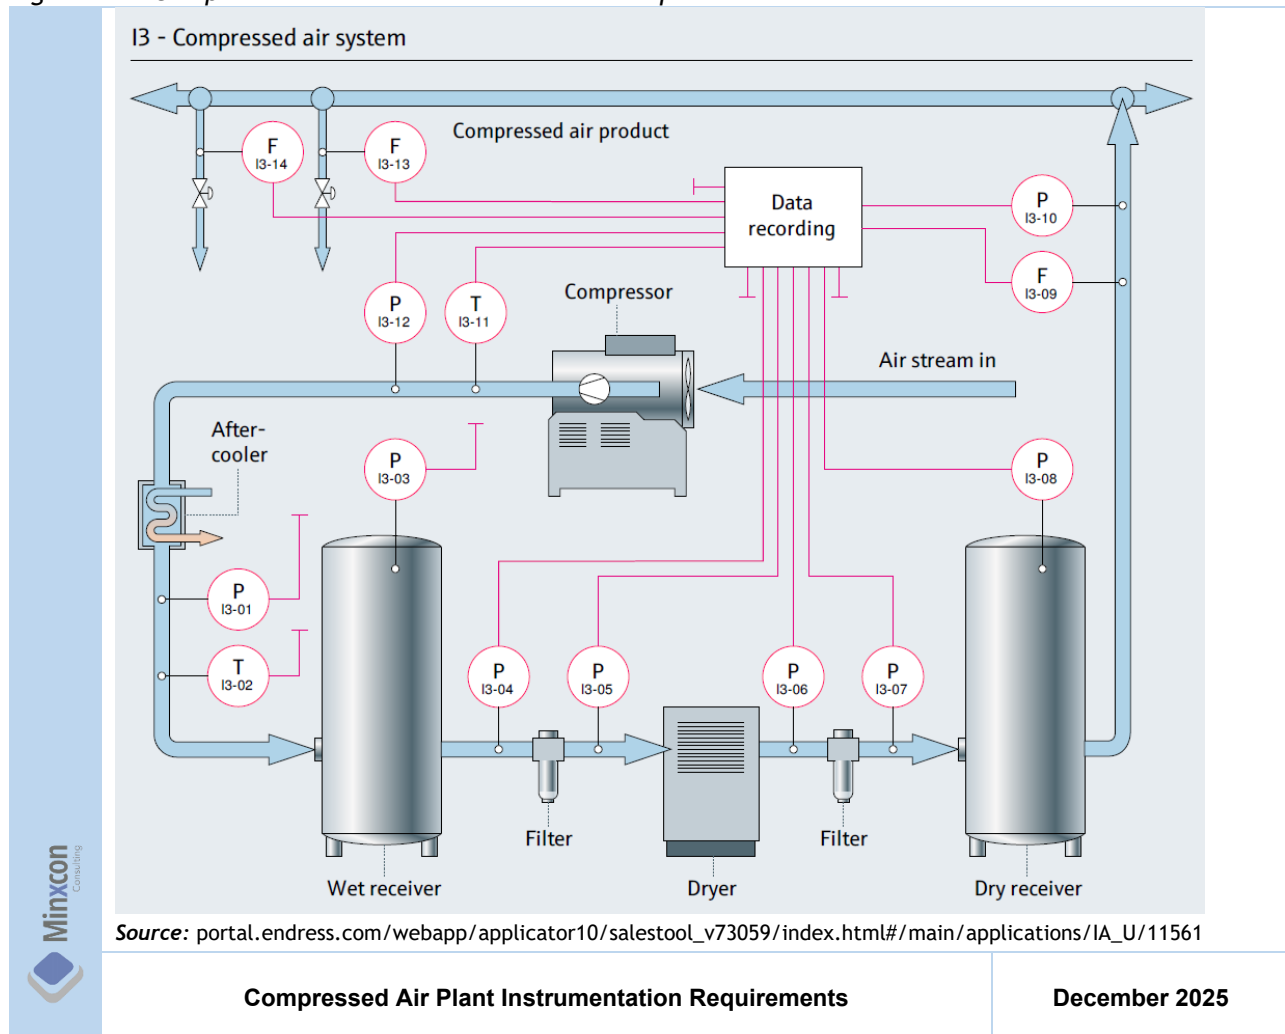 I3 - Compressed air system
Compressed air product
F
I3-14
F
I3-13
Data
recording
P
I3-10
F
I3-09
P
I3-12
T
I3-11
Compressor
Air stream in
After-
cooler
P
I3-03
P
I3-08
P
I3-01
T
I3-02
P
I3-04
P
I3-05
P
I3-06
P
I3-07
Filter
Filter
Wet receiver
Dryer
Dry receiver
Minxcon
Consulting
Source: portal.endress.com/webapp/applicator10/salestool_v73059/index.html#/main/applications/IA_U/11561
Compressed Air Plant Instrumentation Requirements
December 2025